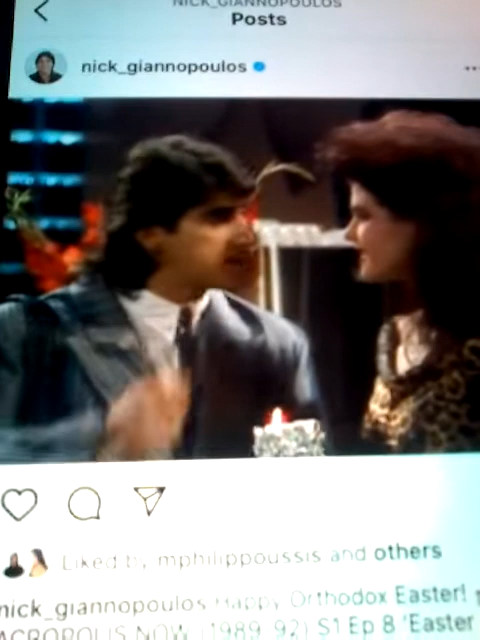 NICK_GIANNOPOULOS
Posts
nick_giannopoulos
Liked by mphilippoussis and others
nick_giannopoulos Happy Orthodox Easter!
ACROPOLIS NOW (1989-92) S1 Ep 8 'Easter